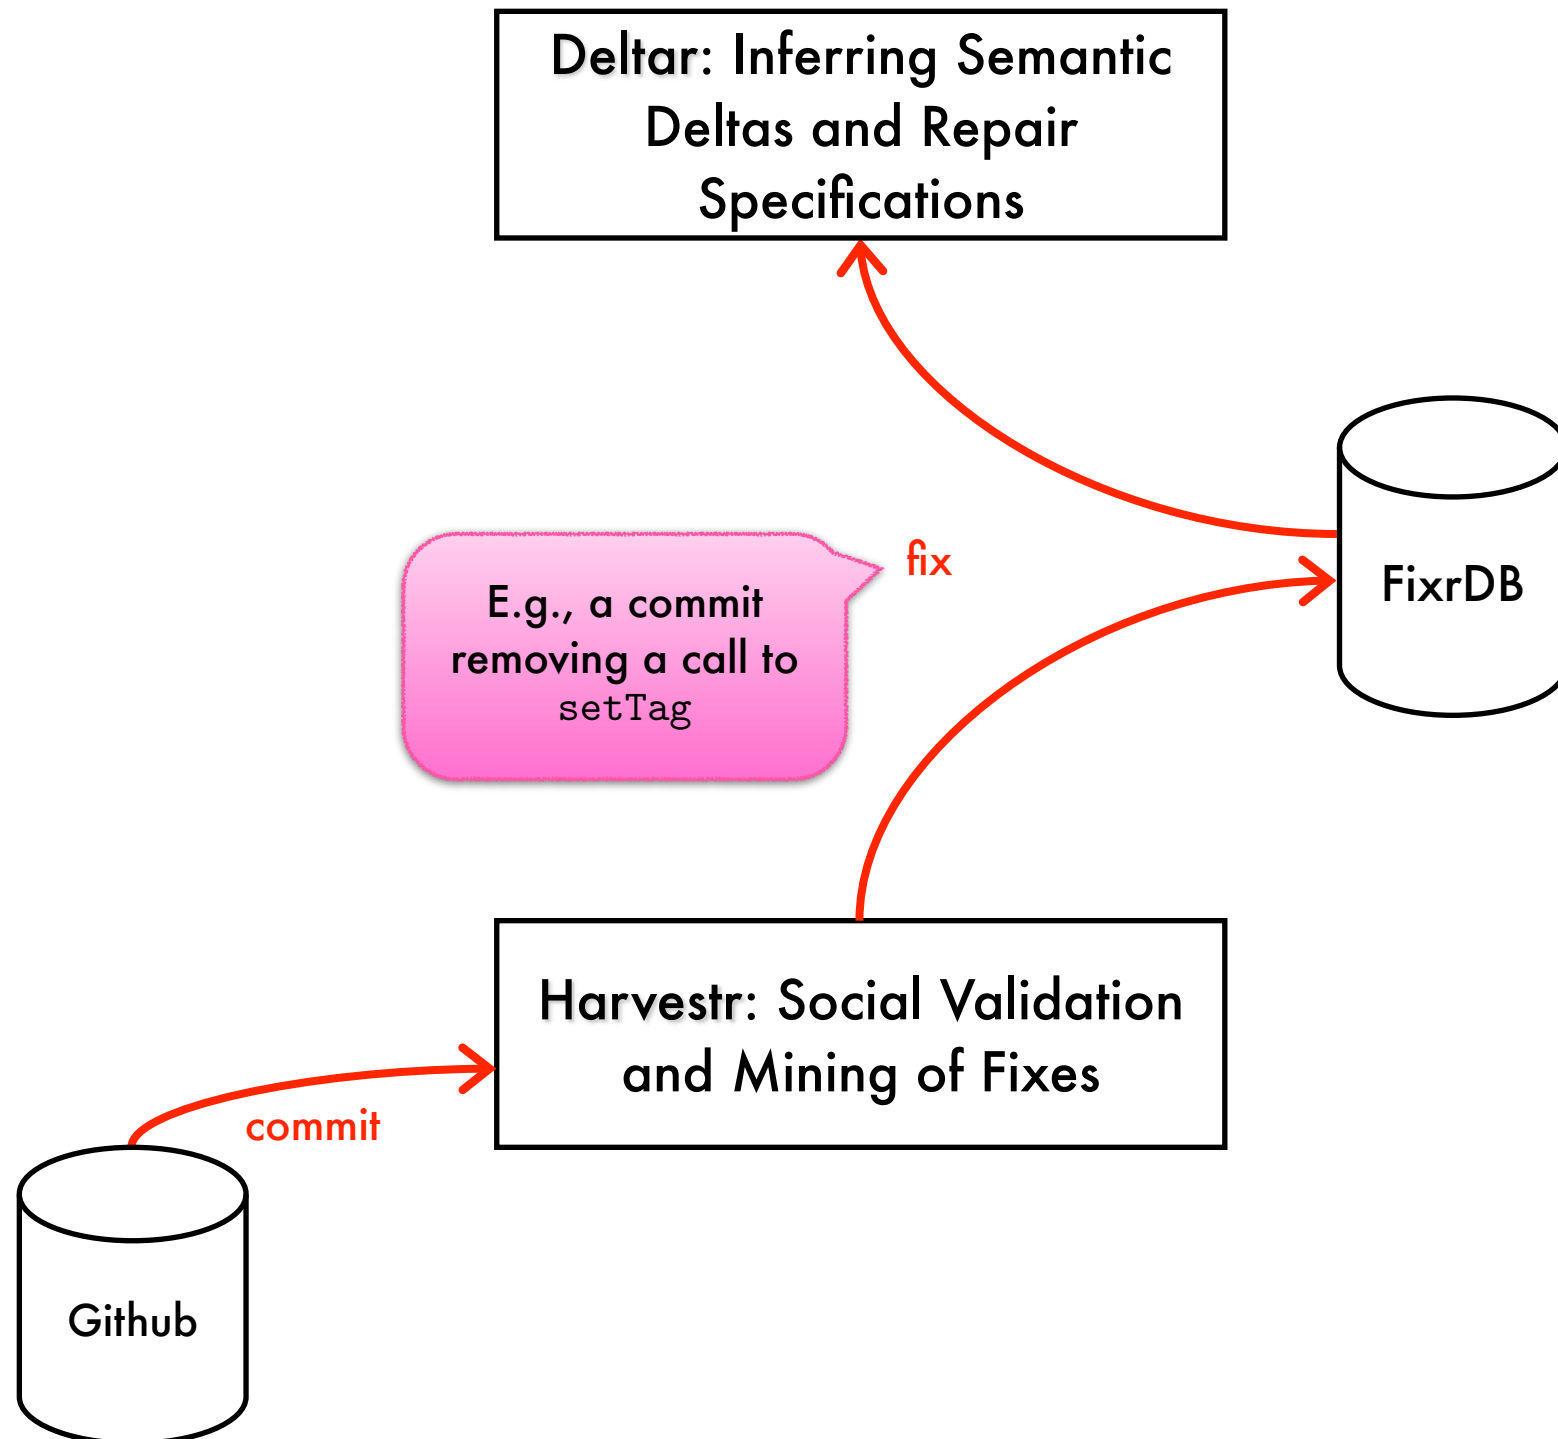 Deltar: Inferring Semantic
Deltas and Repair
Specifications
fix
E.g., a commit
removing a call to
setTag
FixrDB
Harvestr: Social Validation
and Mining of Fixes
commit
Github